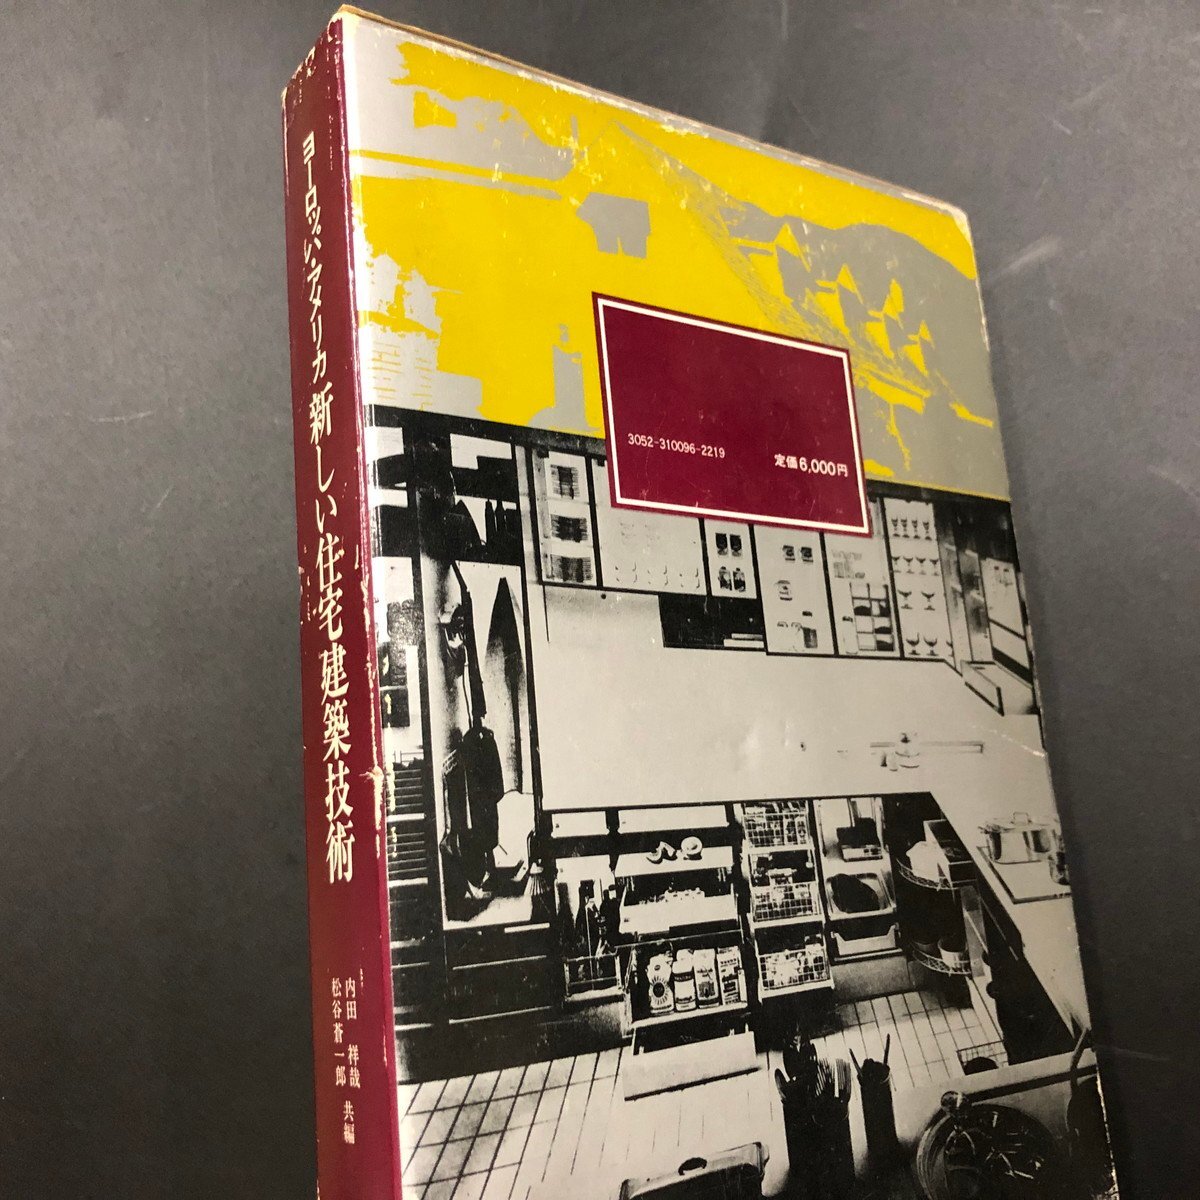 ヨーロッパ・アメリカ 新しい住宅建築技術
内田祥哉
松谷蒼一郎 共編
3052-310096-2219
定価6,000円